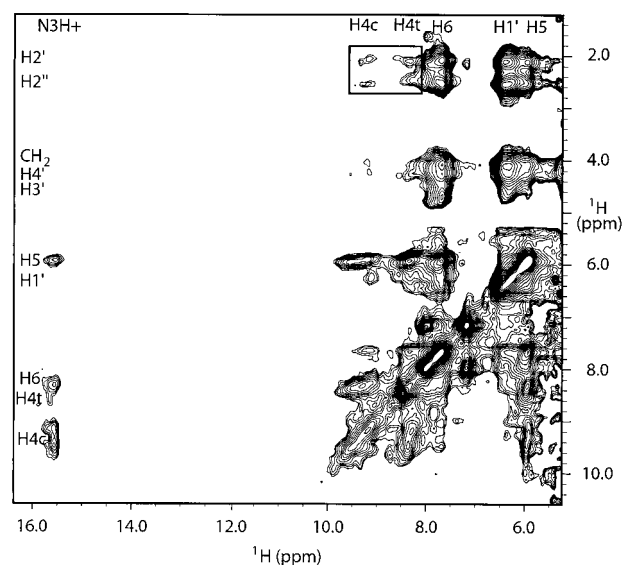 N3H+ H4c H4t H6 H1' H5
H2'
H2''
CH2
H4'
H3'
H5
H1'
H6
H4t
H4c
2.0
4.0
1H
(ppm)
6.0
8.0
10.0
16.0 14.0 12.0 10.0 8.0 6.0
1H (ppm)